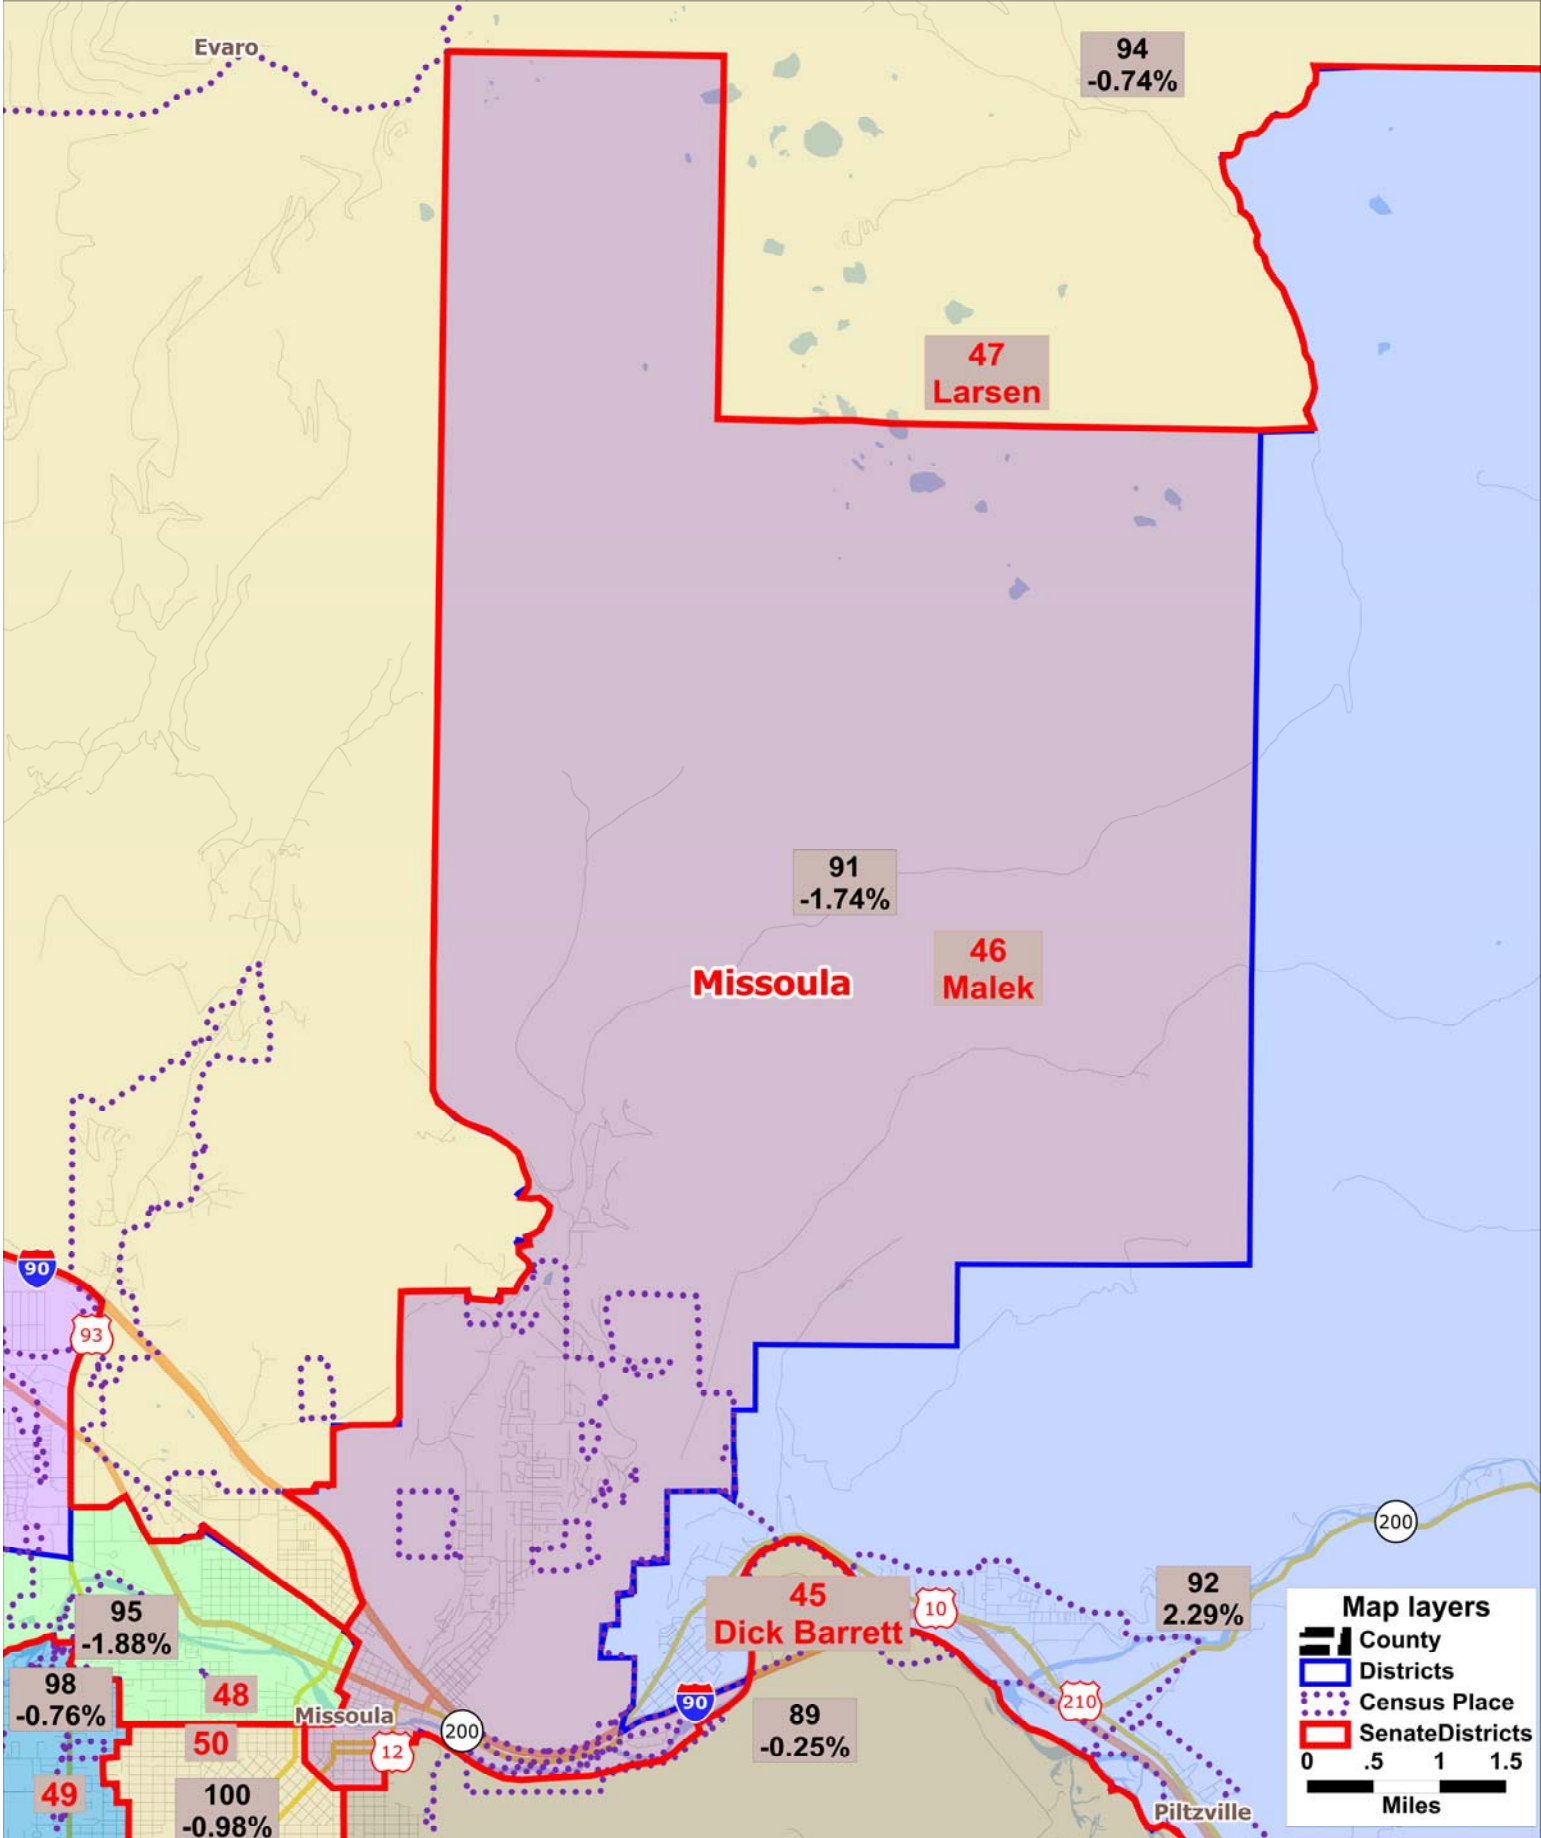 Evaro
94
-0.74%
47
Larsen
91
-1.74%
46
Malek
Missoula
90
93
200
45
Dick Barrett
10
92
2.29%
95
-1.88%
98
-0.76%
48
90
210
Missoula
200
12
89
-0.25%
50
49
100
-0.98%
Piltzville
Map layers
County
Districts
Census Place
SenateDistricts
0 .5 1 1.5
Miles